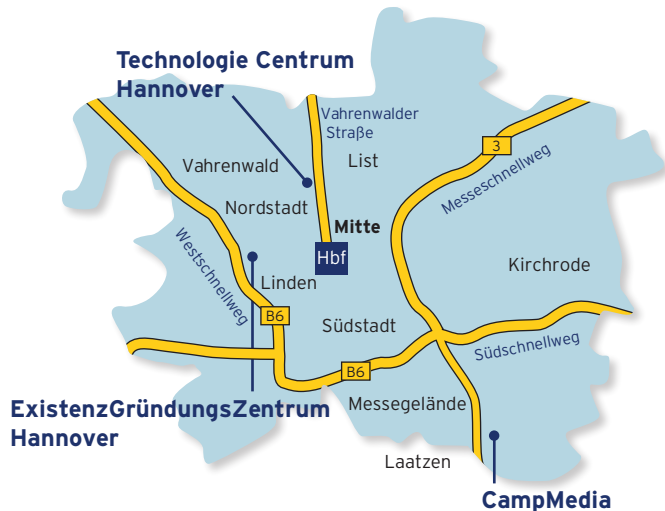 Technologie Centrum
Hannover
Vahrenwalder
Straße
3
Messeschnellweg
Vahrenwald
List
Nordstadt
Mitte
Hbf
Westschnellweg
Linden
Kirchrode
B6
Südstadt
Südschnellweg
B6
ExistenzGründungsZentrum
Hannover
Messegelände
Laatzen
CampMedia